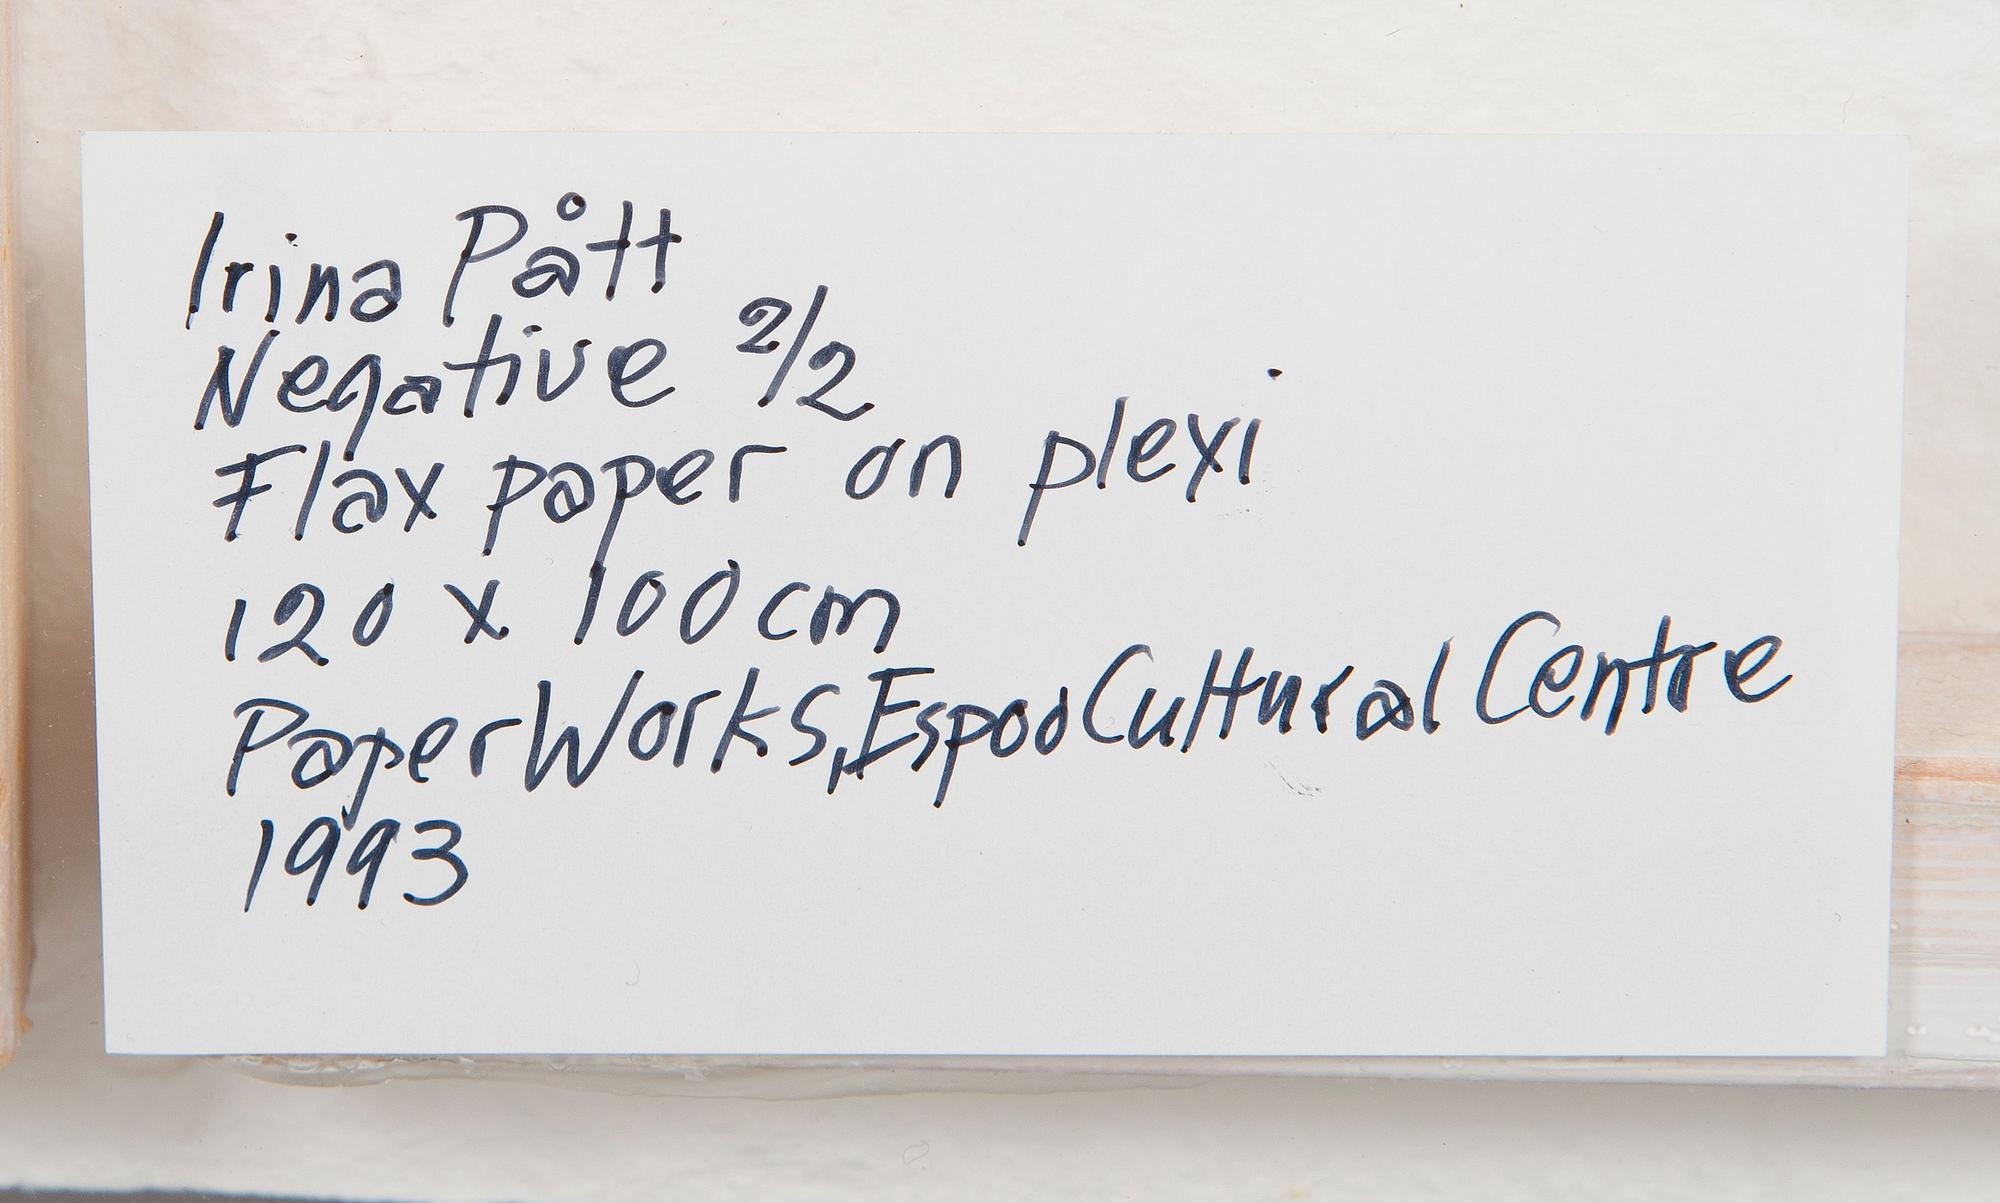 Irina Pått
Negative 2/2
Flax paper on plexi
120 x 100 cm
PaperWorks, Espoo Cultural Centre
1993